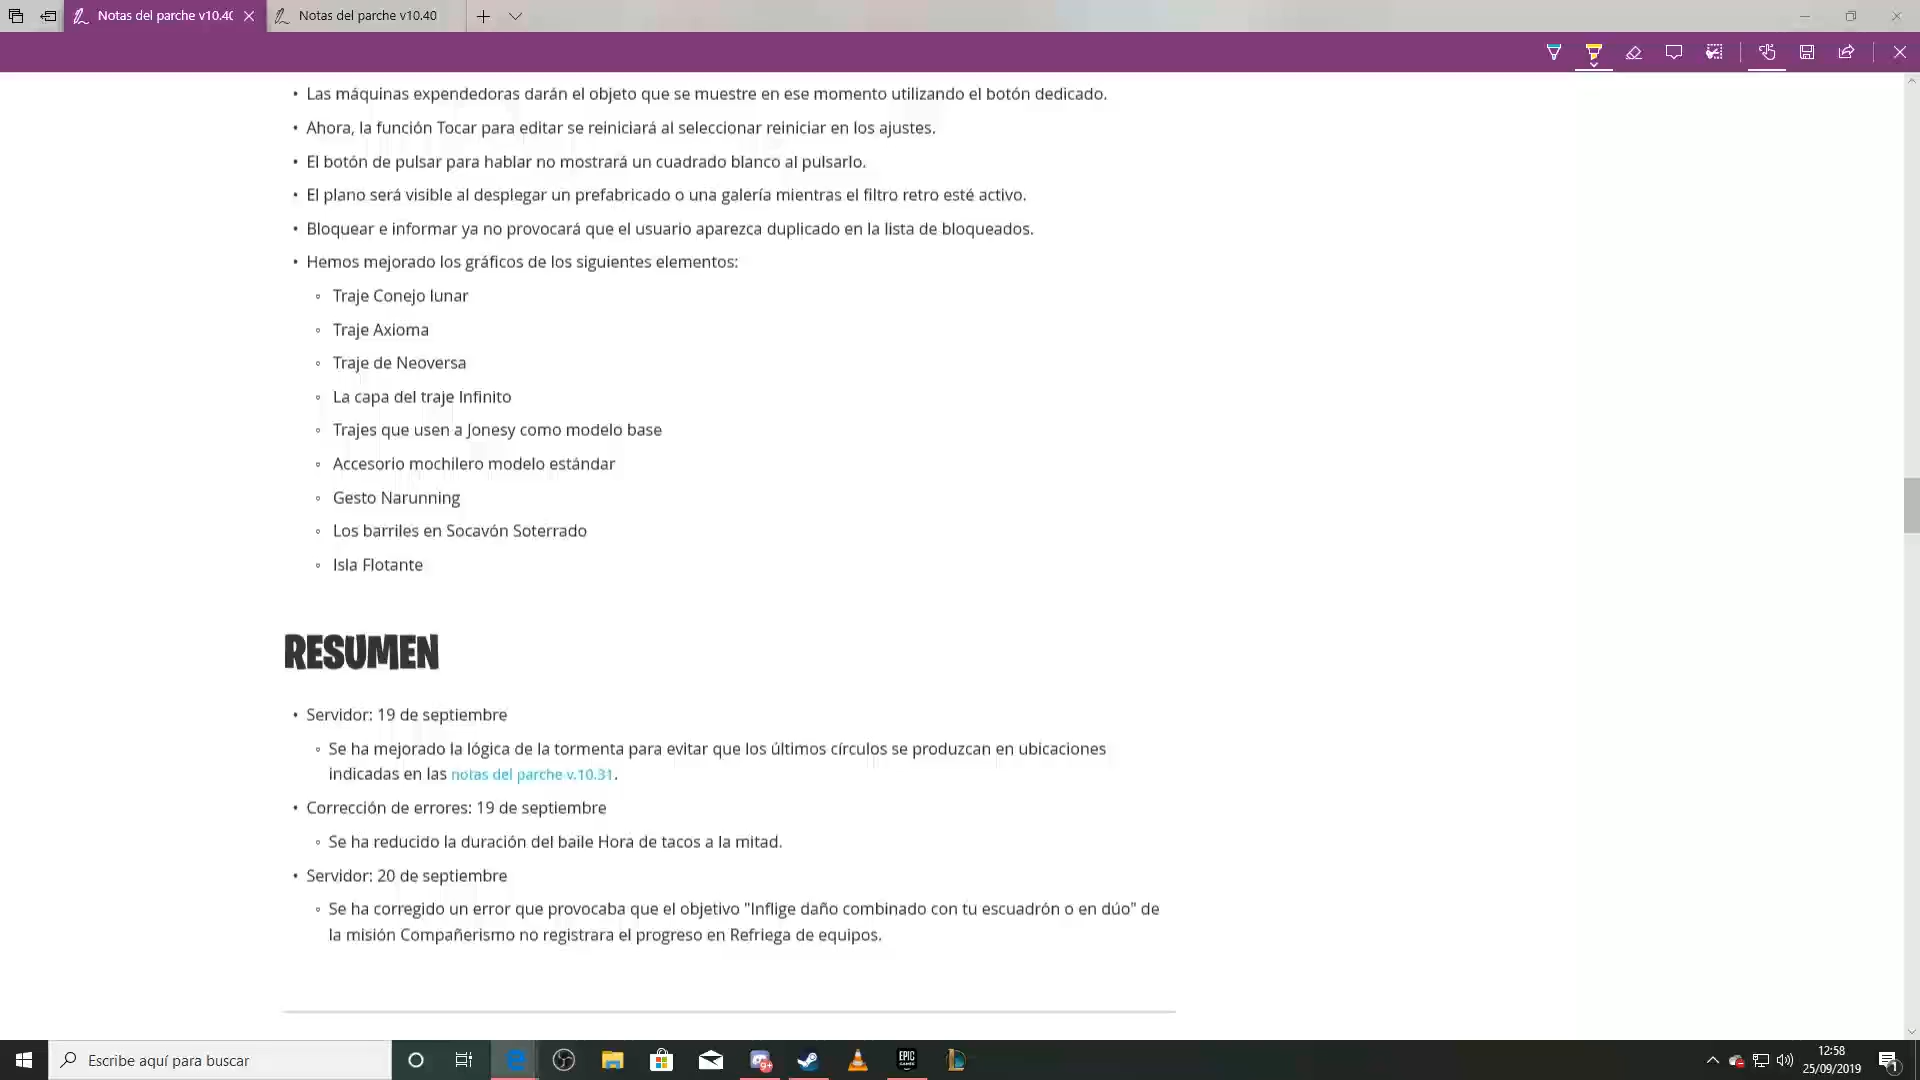 Notas del parche v10.40
Notas del parche v10.40
• Las máquinas expendedoras darán el objeto que se muestre en ese momento utilizando el botón dedicado.
• Ahora, la función Tocar para editar se reiniciará al seleccionar reiniciar en los ajustes.
• El botón de pulsar para hablar no mostrará un cuadrado blanco al pulsarlo.
• El plano será visible al desplegar un prefabricado o una galería mientras el filtro retro esté activo.
• Bloquear e informar ya no provocará que el usuario aparezca duplicado en la lista de bloqueados.
• Hemos mejorado los gráficos de los siguientes elementos:
◦ Traje Conejo lunar
◦ Traje Axioma
◦ Traje de Neoversa
◦ La capa del traje Infinito
◦ Trajes que usen a Jonesy como modelo base
◦ Accesorio mochilero modelo estándar
◦ Gesto Narunning
◦ Los barriles en Socavón Soterrado
◦ Isla Flotante
RESUMEN
• Servidor: 19 de septiembre
◦ Se ha mejorado la lógica de la tormenta para evitar que los últimos círculos se produzcan en ubicaciones
indicadas en las notas del parche v.10.31.
• Corrección de errores: 19 de septiembre
◦ Se ha reducido la duración del baile Hora de tacos a la mitad.
• Servidor: 20 de septiembre
◦ Se ha corregido un error que provocaba que el objetivo "Inflige daño combinado con tu escuadrón o en dúo" de
la misión Compañerismo no registrara el progreso en Refriega de equipos.
Escribe aquí para buscar
EPIC
GAMES
12:58
25/09/2019